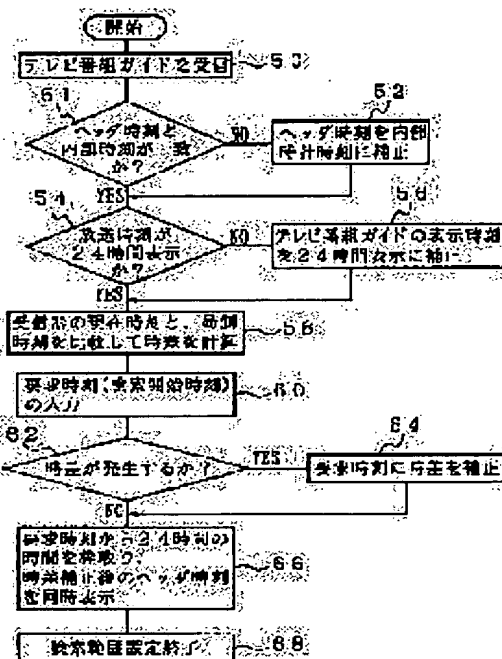 開始
テレビ番組ガイドを受信
50
51
ヘッダ時刻と
内部時刻が一致
か?
NO
52
ヘッダ時刻を内部
時計時刻に補正
YES
54
放送時刻が
24時間表示
か?
NO
56
テレビ番組ガイドの表示時刻
を24時間表示に補正
YES
受信部の現在時刻と、
時刻を比較して時差を計算
58
要求時刻(検索開始時刻)
の入力
60
62
時差が発生するか?
YES
64
要求時刻に時差を補正
NO
要求時刻から24時間の
時間を枠取り、
時差補正後のヘッダ時刻
を同時表示
66
検索範囲設定終了
68